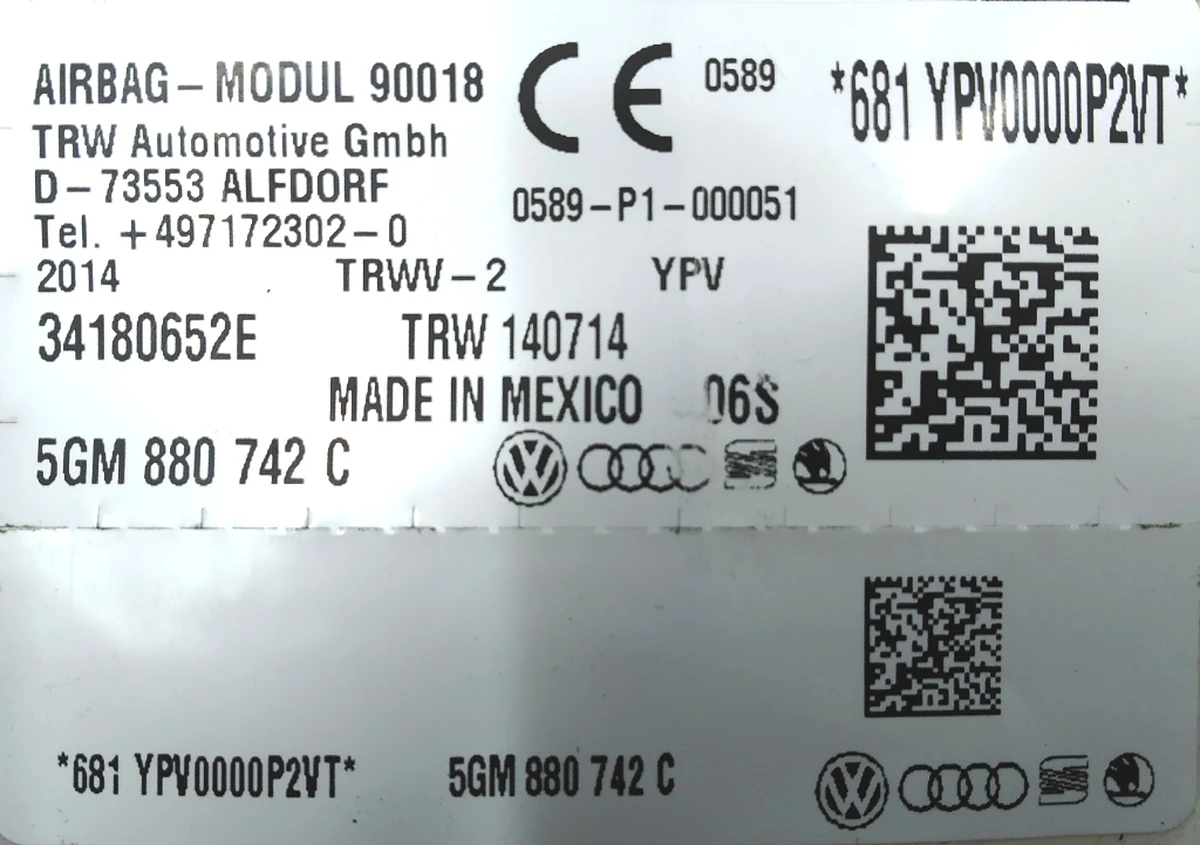 AIRBAG – MODUL 90018
CE 0589
*681 YPV0000P2VT*
TRW Automotive Gmbh
D – 73553 ALFDORF
0589 – P1 – 000051
Tel. +497172302 – 0
2014 TRWV – 2 YPV
34180652E TRW 140714
MADE IN MEXICO 06S
5GM 880 742 C
*681 YPV0000P2VT* 5GM 880 742 C